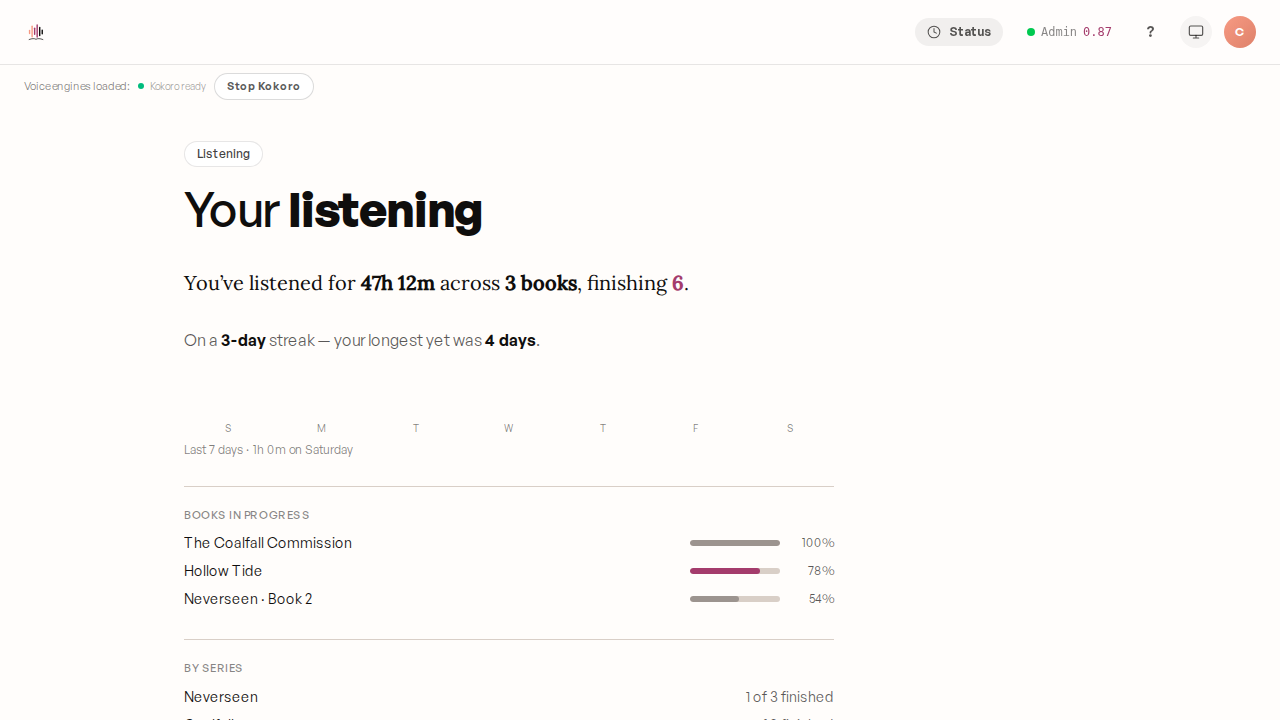 Status
Admin 0.87
?
C
Voice engines loaded: Kokoro ready Stop Kokoro
Listening
Your listening
You've listened for 47h 12m across 3 books, finishing 6.
On a 3-day streak — your longest yet was 4 days.
S M T W T F S
Last 7 days · 1h 0m on Saturday
BOOKS IN PROGRESS
The Coalfall Commission 100%
Hollow Tide 78%
Neverseen · Book 2 54%
BY SERIES
Neverseen 1 of 3 finished